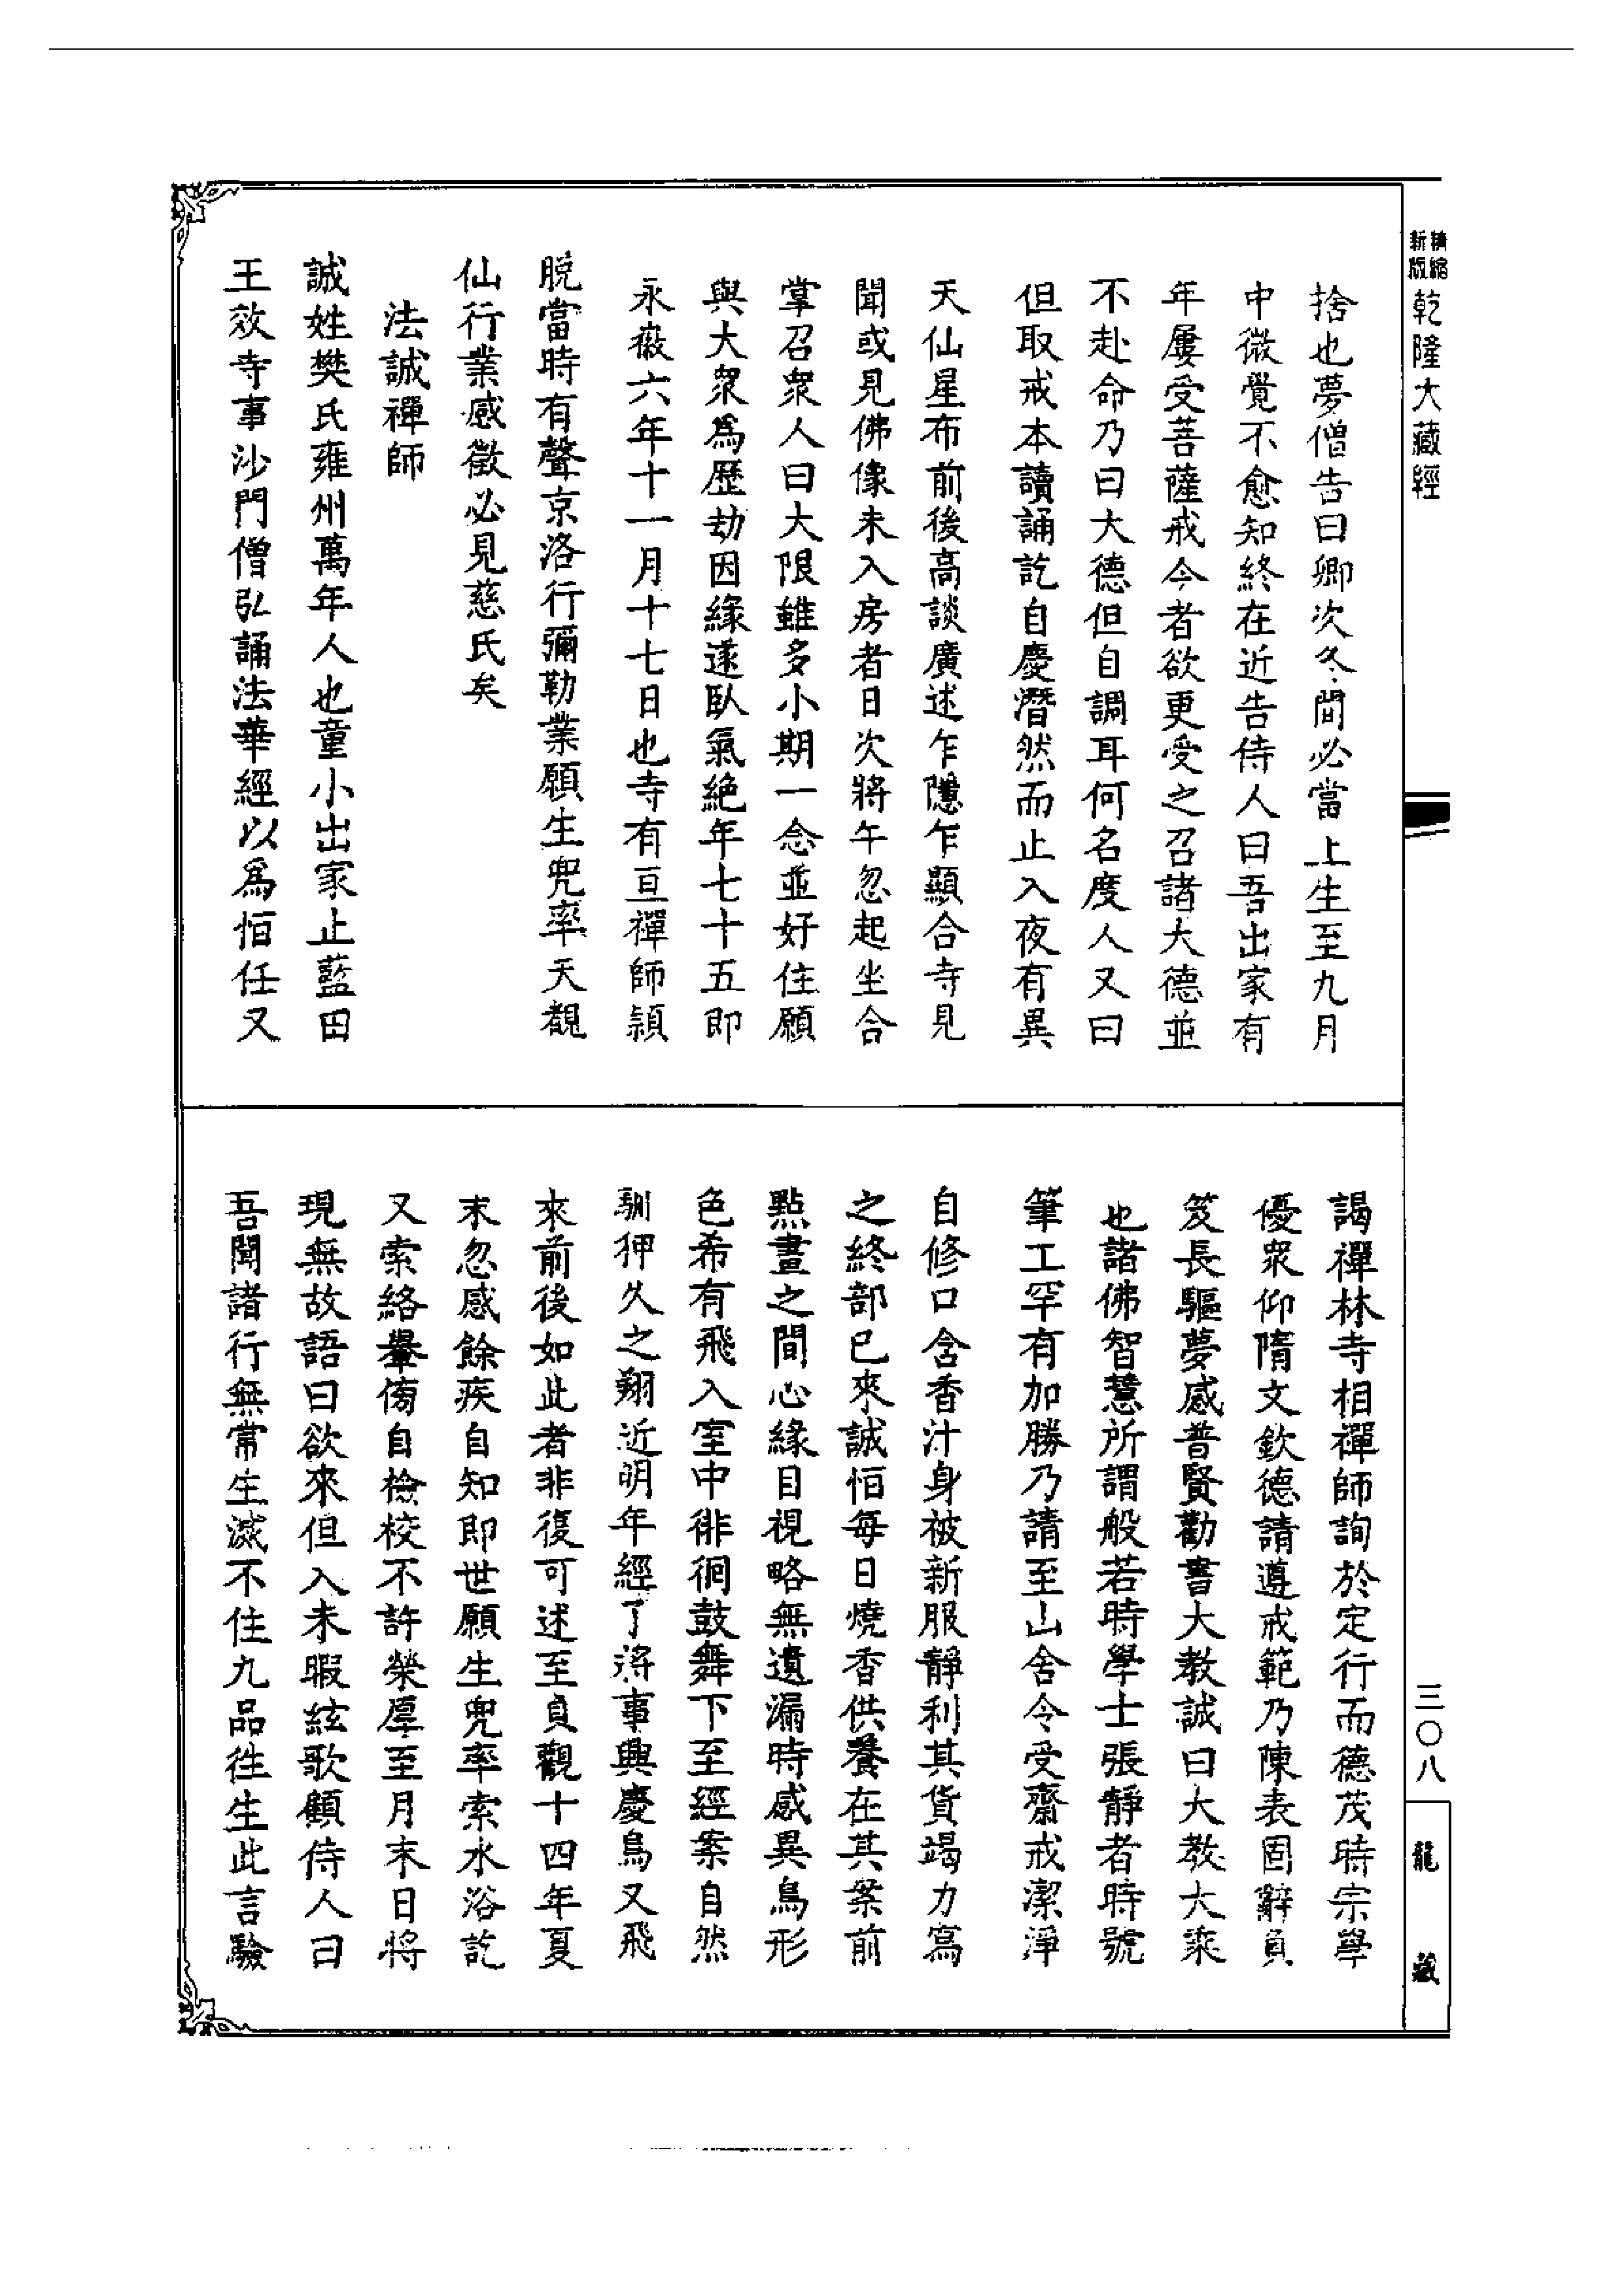 精縮新版乾隆大藏經
捨也夢僧告曰卿次冬間必當上生至九月
中微覺不愈知終在近告侍人曰吾出家有
年屢受菩薩戒今者欲更受之召諸大德並
不赴命乃曰大德但自調耳何名度人又曰
但取戒本讀誦訖自慶潛然而止入夜有異
天仙星布前後高談廣述乍隱乍顯合寺見
聞或見佛像未入房者日次將午忽起坐合
掌召眾人曰大限雖多小期一念並好住願
與大眾為歷劫因緣遂臥氣絕年七十五即
永徽六年十一月十七日也寺有亘禪師頴
脫當時有聲京洛行彌勒業願生兜率天觀
仙行業感徵必見慈氏矣
法誠禪師
誠姓樊氏雍州萬年人也童小出家止藍田
王效寺事沙門僧弘誦法華經以為恒任又
謁禪林寺相禪師詢於定行而德茂時宗學
優眾仰隋文欽德請遵戒範乃陳表固辭負
笈長驅夢感普賢勸書大教誠曰大教大乘
也諸佛智慧所謂般若時學士張靜者時號
筆工罕有加勝乃請至山舍令受齋戒潔淨
自修口含香汁身被新服靜利其貨竭力寫
之終部已來誠恒每日燒香供養在其案前
點畫之間心緣目視略無遺漏時感異鳥形
色希有飛入室中徘徊鼓舞下至經案自然
馴狎久之翔近明年經了將事興慶鳥又飛
來前後如此者非復可述至貞觀十四年夏
末忽感餘疾自知即世願生兜率索水浴訖
又索絡轝傍自檢校不許榮厚至月末日將
現無故語曰欲來但入未暇絃歌顧侍人曰
吾聞諸行無常生滅不住九品往生此言驗
三〇八
龍藏